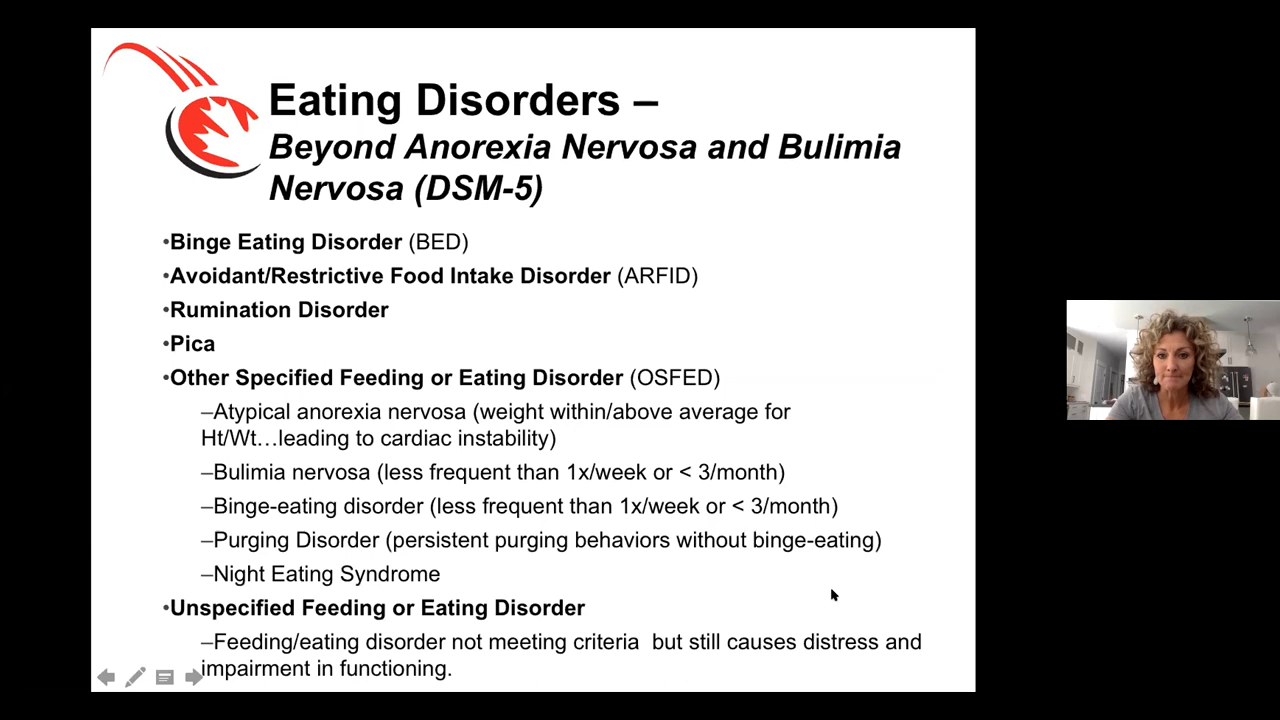 Eating Disorders –
Beyond Anorexia Nervosa and Bulimia
Nervosa (DSM-5)
•Binge Eating Disorder (BED)
•Avoidant/Restrictive Food Intake Disorder (ARFID)
•Rumination Disorder
•Pica
•Other Specified Feeding or Eating Disorder (OSFED)
–Atypical anorexia nervosa (weight within/above average for
Ht/Wt…leading to cardiac instability)
–Bulimia nervosa (less frequent than 1x/week or < 3/month)
–Binge-eating disorder (less frequent than 1x/week or < 3/month)
–Purging Disorder (persistent purging behaviors without binge-eating)
–Night Eating Syndrome
•Unspecified Feeding or Eating Disorder
–Feeding/eating disorder not meeting criteria  but still causes distress and
impairment in functioning.